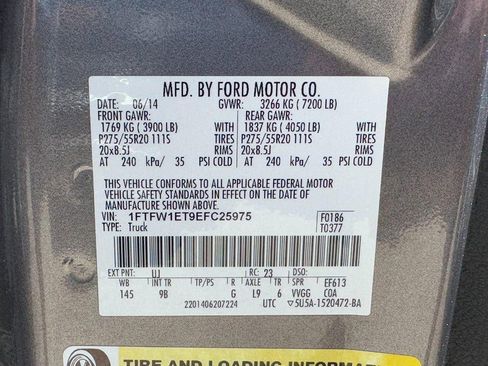 MFD. BY FORD MOTOR CO.
DATE: 06/14 GVWR: 3266 KG ( 7200 LB)
FRONT GAWR: REAR GAWR:
1769 KG ( 3900 LB) WITH 1837 KG ( 4050 LB) WITH
P275/55R20 111S TIRES P275/55R20 111S TIRES
20x8.5J RIMS 20x8.5J RIMS
AT 240 kPa/ 35 PSI COLD AT 240 kPa/ 35 PSI COLD
THIS VEHICLE CONFORMS TO ALL APPLICABLE FEDERAL MOTOR
VEHICLE SAFETY STANDARDS IN EFFECT ON THE DATE OF
MANUFACTURE SHOWN ABOVE.
VIN: 1FTFW1ET9EFC25975 F0186
TYPE: Truck T0377
EXT PNT: UJ RC: 23 DSO:
WB INT TR TP/PS R AXLE TR SPR EF613
145 9B G L9 6 VVGG COA
2201406207224 UTC ▽5U5A-1520472-BA
TIRE AND LOADING INFORMA